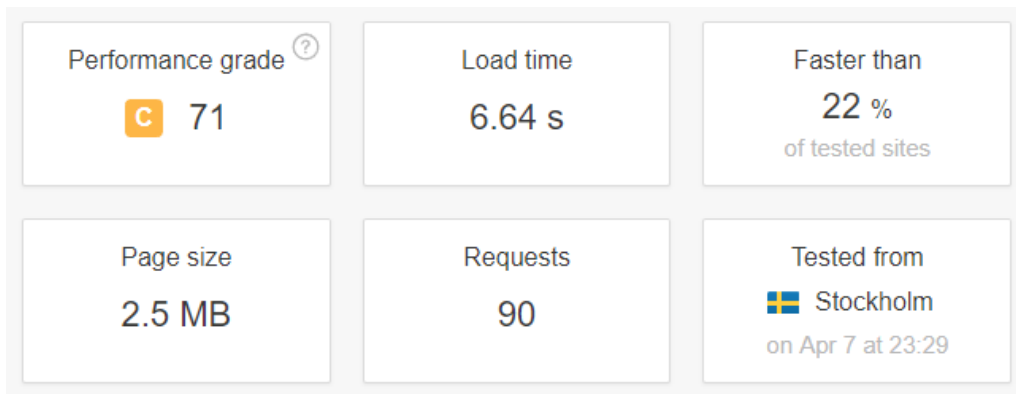 Performance grade ?
C 71
Load time
6.64 s
Faster than
22 %
of tested sites
Page size
2.5 MB
Requests
90
Tested from
Stockholm
on Apr 7 at 23:29